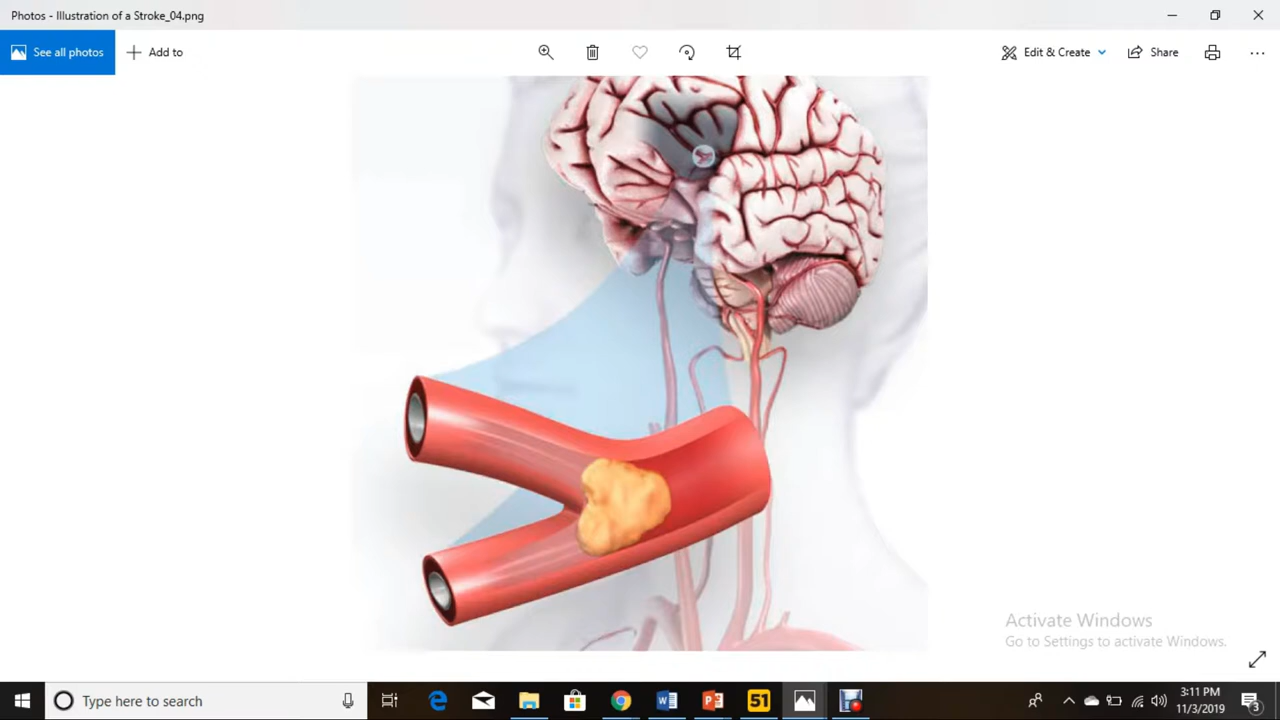 Photos - Illustration of a Stroke_04.png
See all photos
Add to
Edit & Create
Share
Activate Windows
Go to Settings to activate Windows.
Type here to search
51
3:11 PM
11/3/2019
3